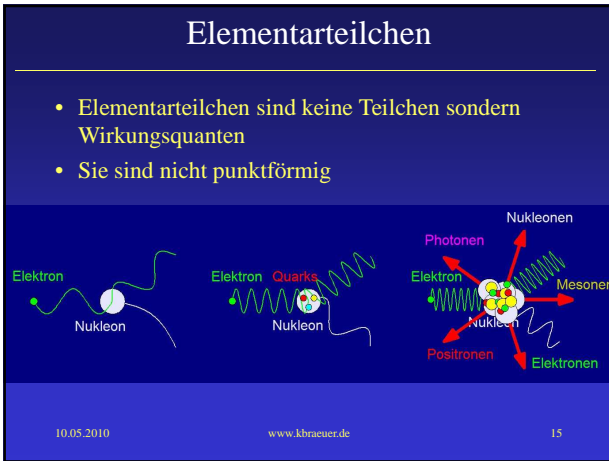 Elementarteilchen
• Elementarteilchen sind keine Teilchen sondern
Wirkungsquanten
• Sie sind nicht punktförmig
Elektron
Nukleon
Elektron Quarks
Nukleon
Nukleonen
Photonen
Elektron
Mesonen
Nukleon
Positronen
Elektronen
10.05.2010 www.kbraeuer.de 15